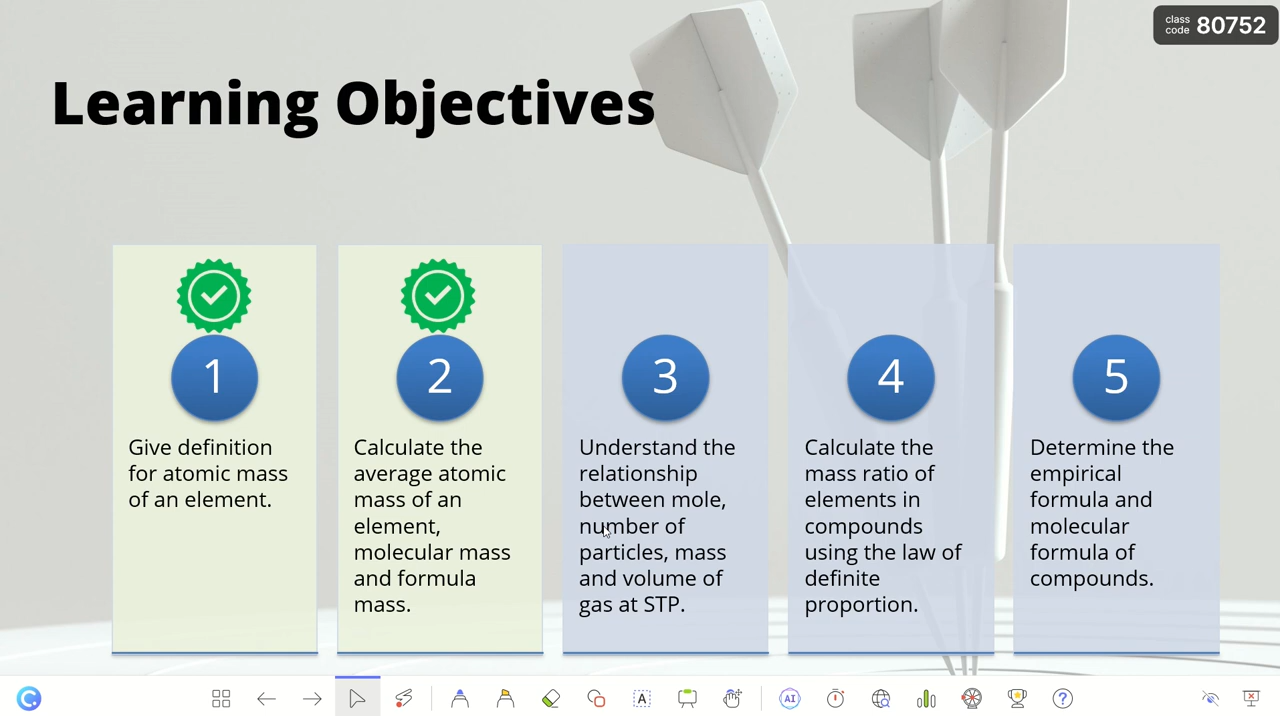 class
code 80752
Learning Objectives
1
Give definition
for atomic mass
of an element.
2
Calculate the
average atomic
mass of an
element,
molecular mass
and formula
mass.
3
Understand the
relationship
between mole,
number of
particles, mass
and volume of
gas at STP.
4
Calculate the
mass ratio of
elements in
compounds
using the law of
definite
proportion.
5
Determine the
empirical
formula and
molecular
formula of
compounds.
A
AI
?